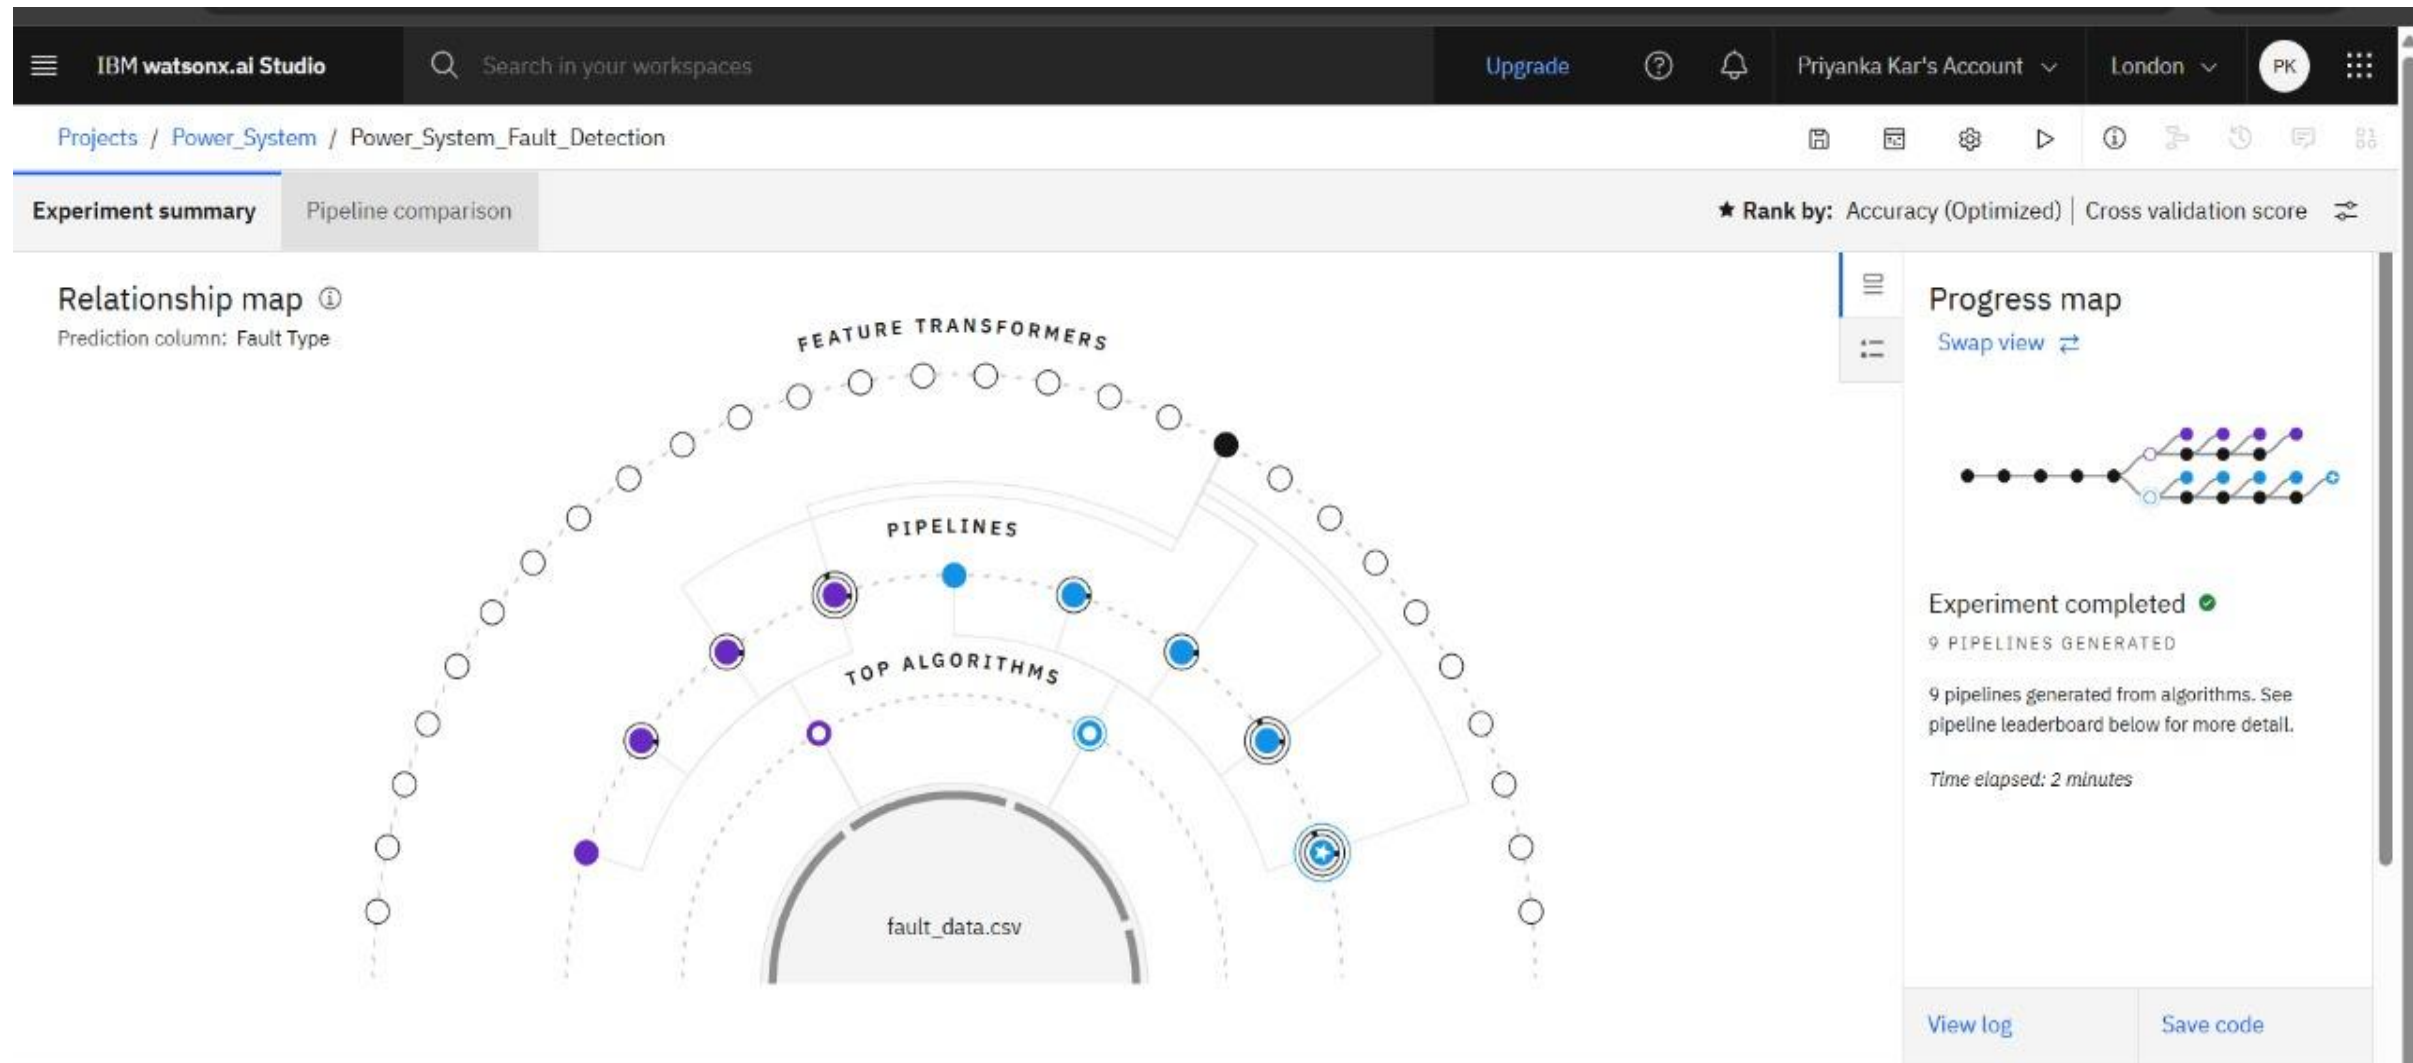 IBM watsonx.ai Studio
Search in your workspaces
Upgrade
Priyanka Kar's Account
London
PK
Projects / Power_System / Power_System_Fault_Detection
Experiment summary
Pipeline comparison
★ Rank by: Accuracy (Optimized) | Cross validation score
Relationship map
Prediction column: Fault Type
FEATURE TRANSFORMERS
PIPELINES
TOP ALGORITHMS
fault_data.csv
Progress map
Swap view
Experiment completed
9 PIPELINES GENERATED
9 pipelines generated from algorithms. See
pipeline leaderboard below for more detail.
Time elapsed: 2 minutes
View log
Save code